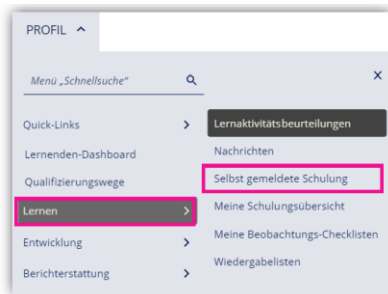 PROFIL
Menü „Schnellsuche“
X
Quick-Links
Lernenden-Dashboard
Qualifizierungswege
Lernen
Entwicklung
Berichterstattung
Lernaktivitätsbeurteilungen
Nachrichten
Selbst gemeldete Schulung
Meine Schulungsübersicht
Meine Beobachtungs-Checklisten
Wiedergabelisten